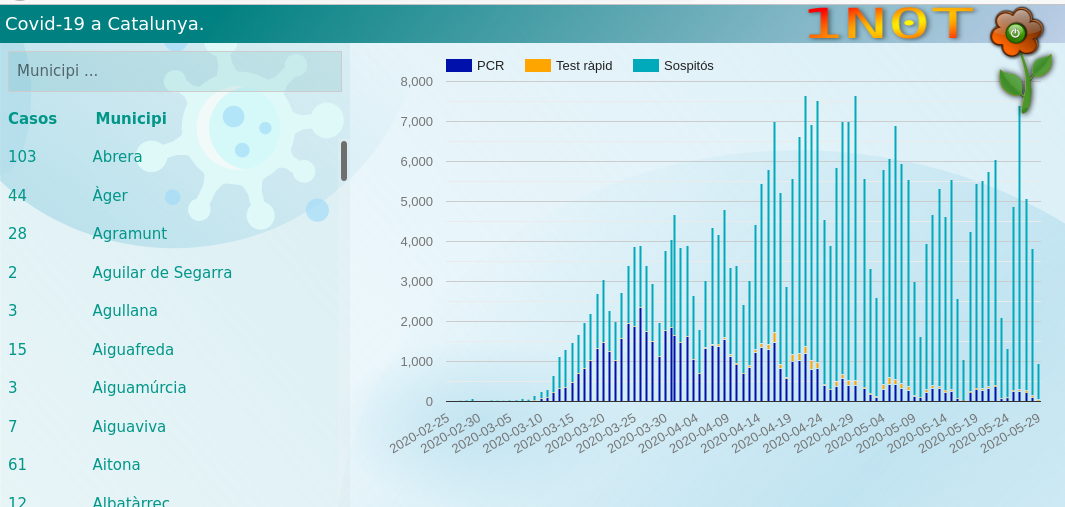 Covid-19 a Catalunya.
1N0T
Municipi ...
Casos Municipi
103 Abrera
44 Àger
28 Agramunt
2 Aguilar de Segarra
3 Agullana
15 Aiguafreda
3 Aiguamúrcia
7 Aiguaviva
61 Aitona
12 Albatàrrec
PCR Test ràpid Sospitós
8,000
7,000
6,000
5,000
4,000
3,000
2,000
1,000
0
2020-02-25
2020-02-30
2020-03-05
2020-03-10
2020-03-15
2020-03-20
2020-03-25
2020-03-30
2020-04-04
2020-04-09
2020-04-14
2020-04-19
2020-04-24
2020-04-29
2020-05-04
2020-05-09
2020-05-14
2020-05-19
2020-05-24
2020-05-29